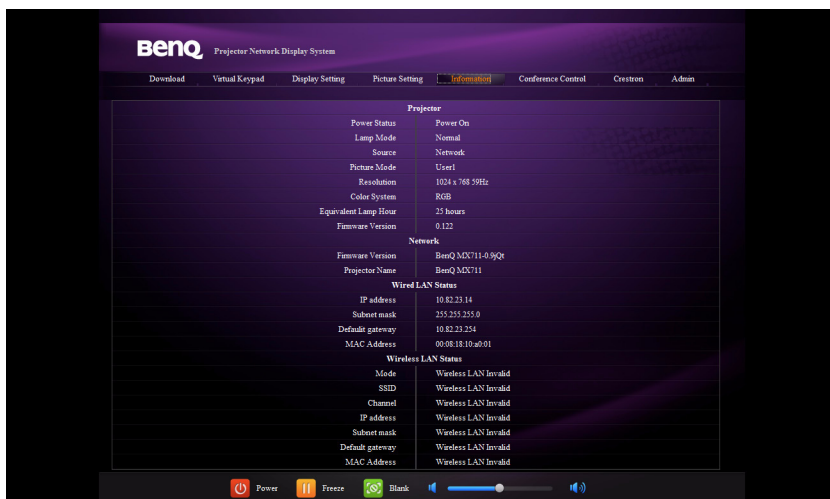 BenQ Projector Network Display System
Download Virtual Keypad Display Setting Picture Setting Information Conference Control Crestron Admin
Projector
Power Status Power On
Lamp Mode Normal
Source Network
Picture Mode User1
Resolution 1024 x 768 59Hz
Color System RGB
Equivalent Lamp Hour 25 hours
Firmware Version 0.122
Network
Firmware Version BenQ MX711-0.9jQt
Projector Name BenQ MX711
Wired LAN Status
IP address 10.82.23.14
Subnet mask 255.255.255.0
Defaulit gateway 10.82.23.254
MAC Address 00:08:18:10:a0:01
Wireless LAN Status
Mode Wireless LAN Invalid
SSID Wireless LAN Invalid
Channel Wireless LAN Invalid
IP address Wireless LAN Invalid
Subnet mask Wireless LAN Invalid
Default gateway Wireless LAN Invalid
MAC Address Wireless LAN Invalid
Power Freeze Blank